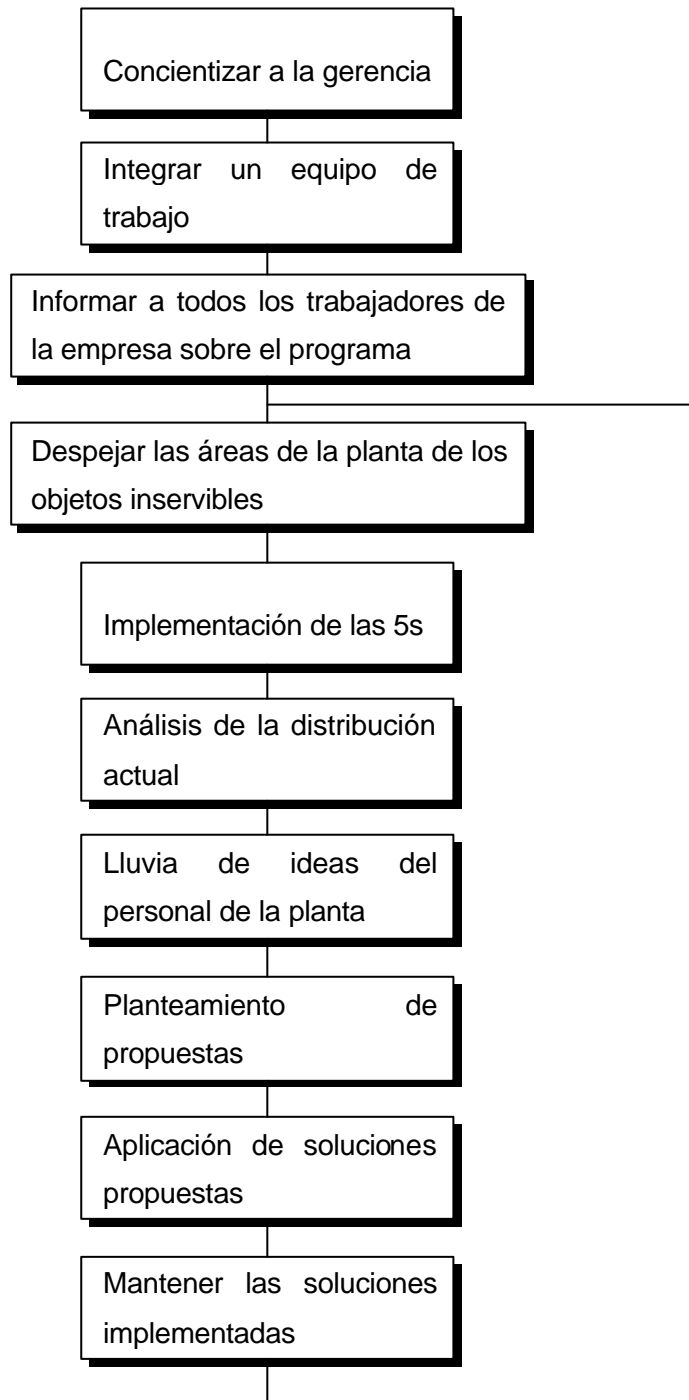 Concientizar a la gerencia
Integrar un equipo de
trabajo
Informar a todos los trabajadores de
la empresa sobre el programa
Despejar las áreas de la planta de los
objetos inservibles
Implementación de las 5s
Análisis de la distribución
actual
Lluvia de ideas del
personal de la planta
Planteamiento de
propuestas
Aplicación de soluciones
propuestas
Mantener las soluciones
implementadas